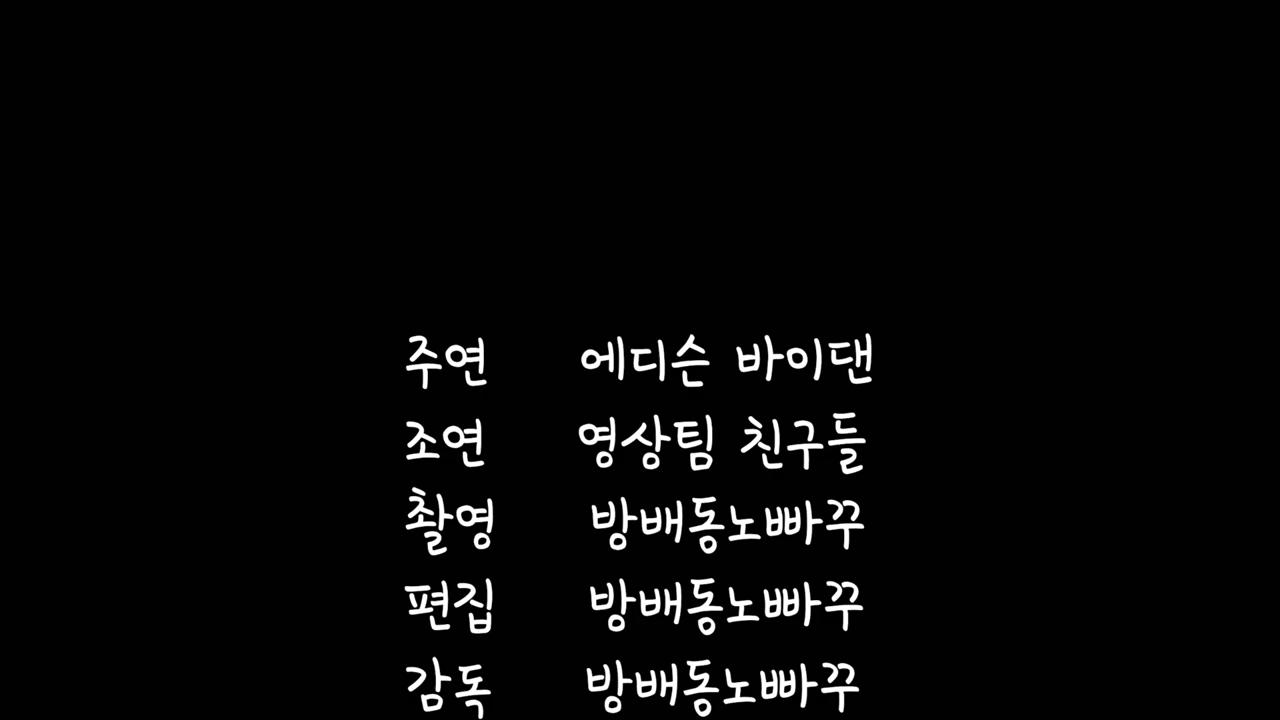 주연 에디슨 바이댄
조연 영상팀 친구들
촬영 방배동노빠꾸
편집 방배동노빠꾸
감독 방배동노빠꾸